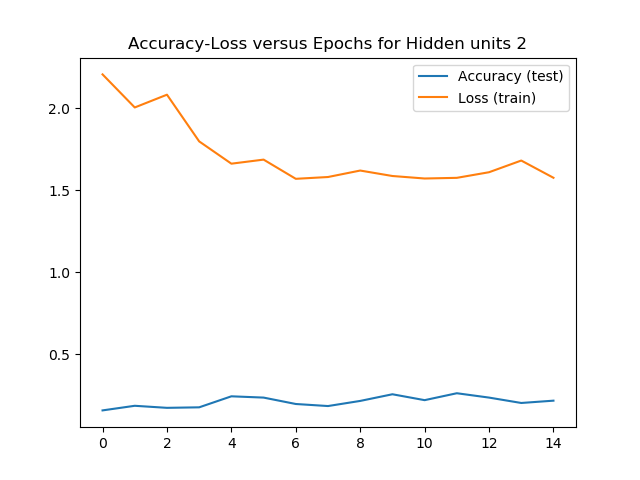 Accuracy-Loss versus Epochs for Hidden units 2
Accuracy (test)
Loss (train)
2.0
1.5
1.0
0.5
0 2 4 6 8 10 12 14